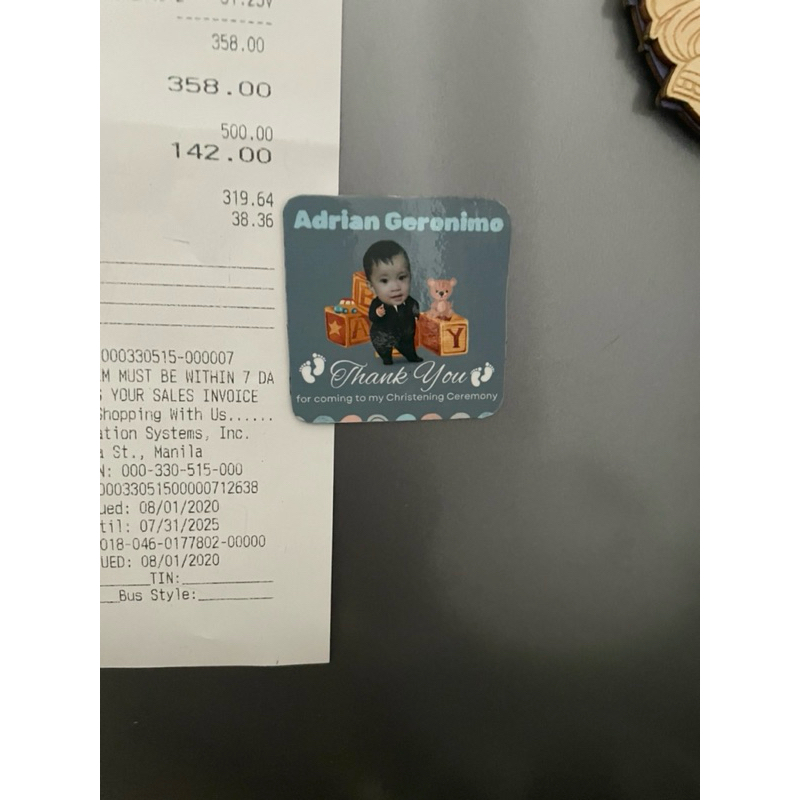 358.00
358.00
500.00
142.00
319.64
38.36
000330515-000007
M MUST BE WITHIN 7 DA
YOUR SALES INVOICE
Shopping With Us......
ation Systems, Inc.
St., Manila
N: 000-330-515-000
00033051500000712638
ued: 08/01/2020
til: 07/31/2025
018-046-0177802-00000
UED: 08/01/2020
TIN:
Bus Style:
Adrian Geronimo
B
A
Y
Thank You
for coming to my Christening Ceremony